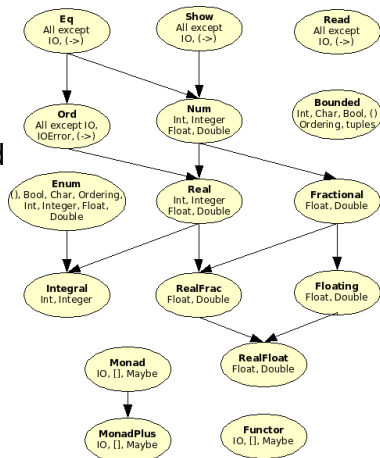 Eq
All except
IO, (->)
Show
All except
IO, (->)
Read
All except
IO, (->)
Ord
All except IO,
IOError, (->)
Num
Int, Integer
Float, Double
Bounded
Int, Char, Bool, ()
Ordering, tuples
d
Enum
(), Bool, Char, Ordering,
Int, Integer, Float,
Double
Real
Int, Integer
Float, Double
Fractional
Float, Double
Integral
Int, Integer
RealFrac
Float, Double
Floating
Float, Double
Monad
IO, [], Maybe
RealFloat
Float, Double
MonadPlus
IO, [], Maybe
Functor
IO, [], Maybe